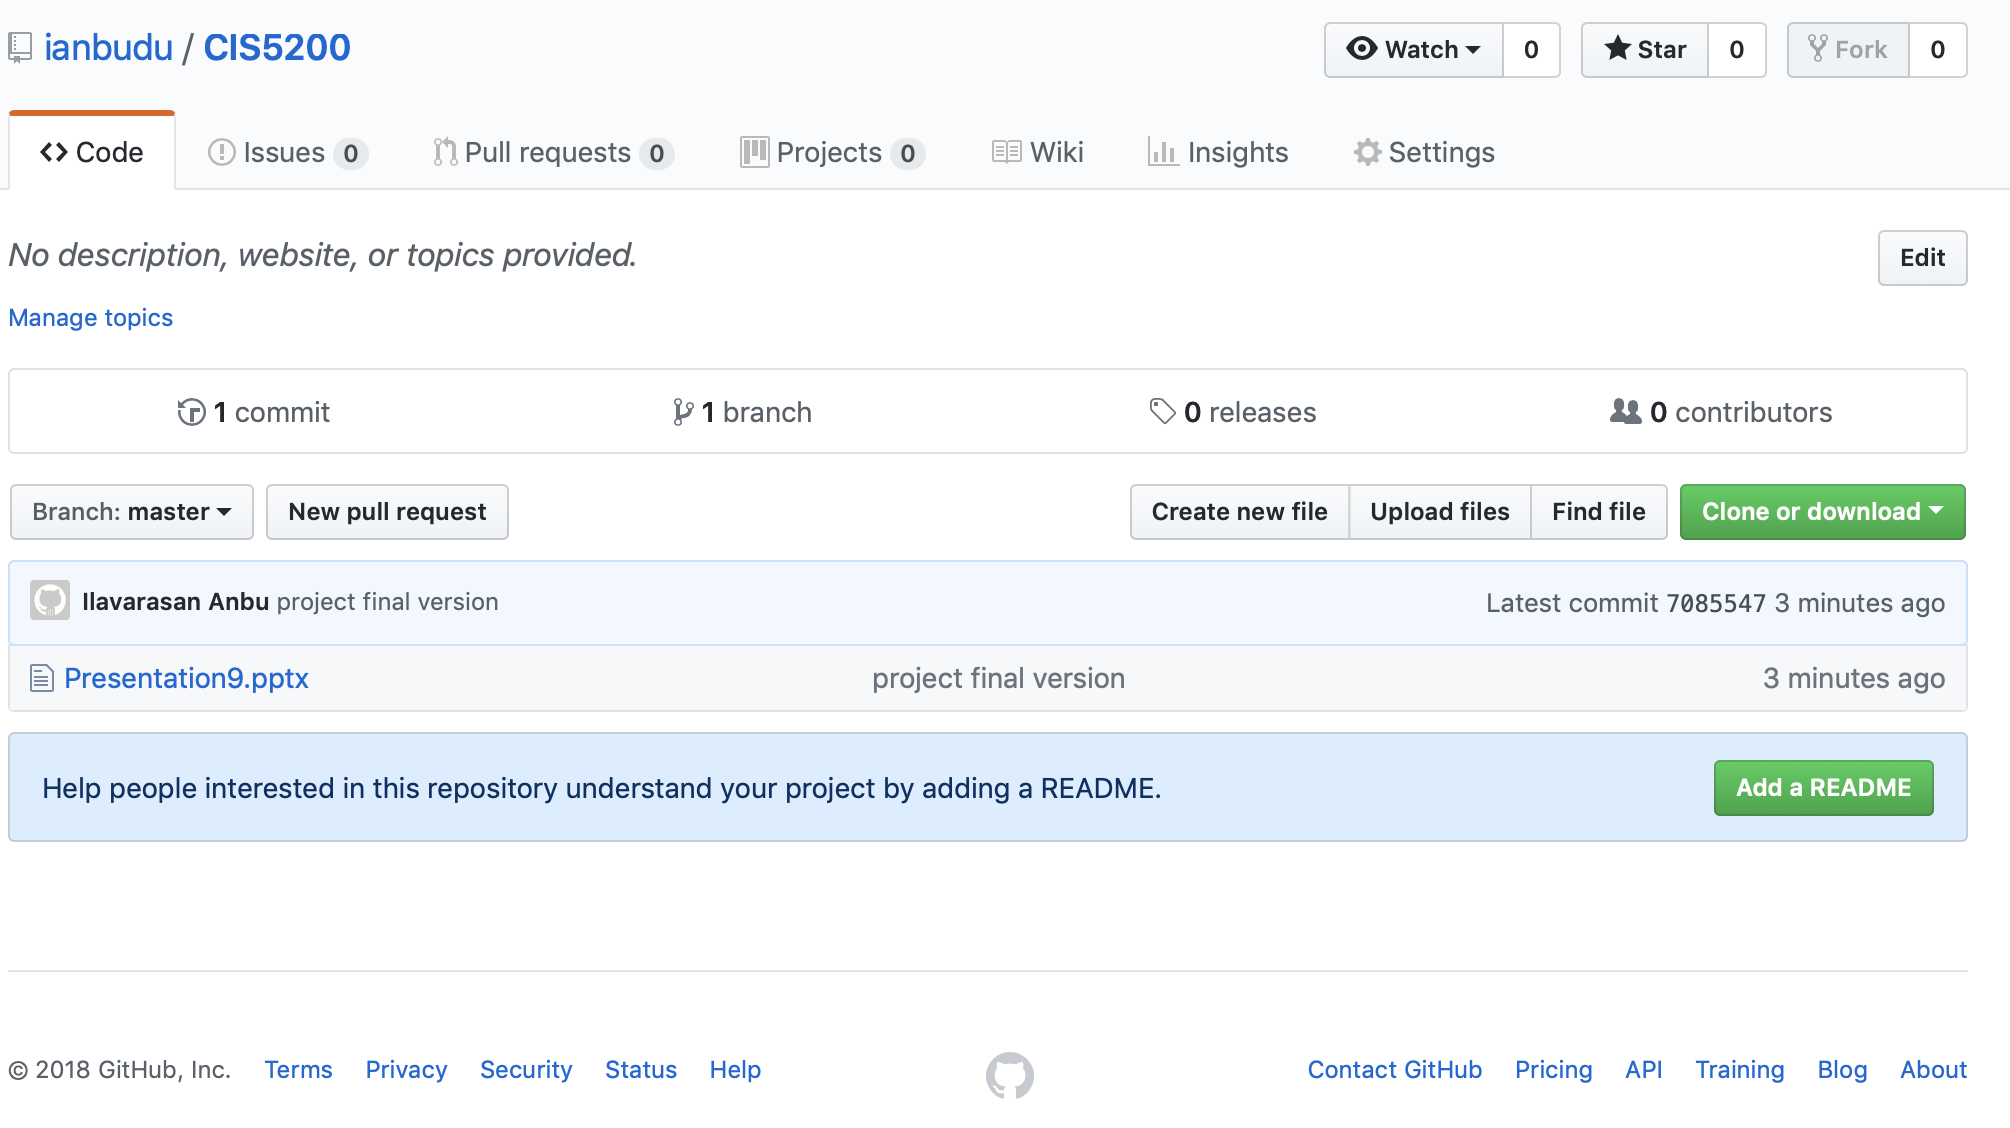 ianbudu / CIS5200
Watch 0 Star 0 Fork 0
Code Issues 0 Pull requests 0 Projects 0 Wiki Insights Settings
No description, website, or topics provided. Edit
Manage topics
1 commit 1 branch 0 releases 0 contributors
Branch: master New pull request Create new file Upload files Find file Clone or download
Ilavarasan Anbu project final version Latest commit 7085547 3 minutes ago
Presentation9.pptx project final version 3 minutes ago
Help people interested in this repository understand your project by adding a README. Add a README
© 2018 GitHub, Inc. Terms Privacy Security Status Help Contact GitHub Pricing API Training Blog About